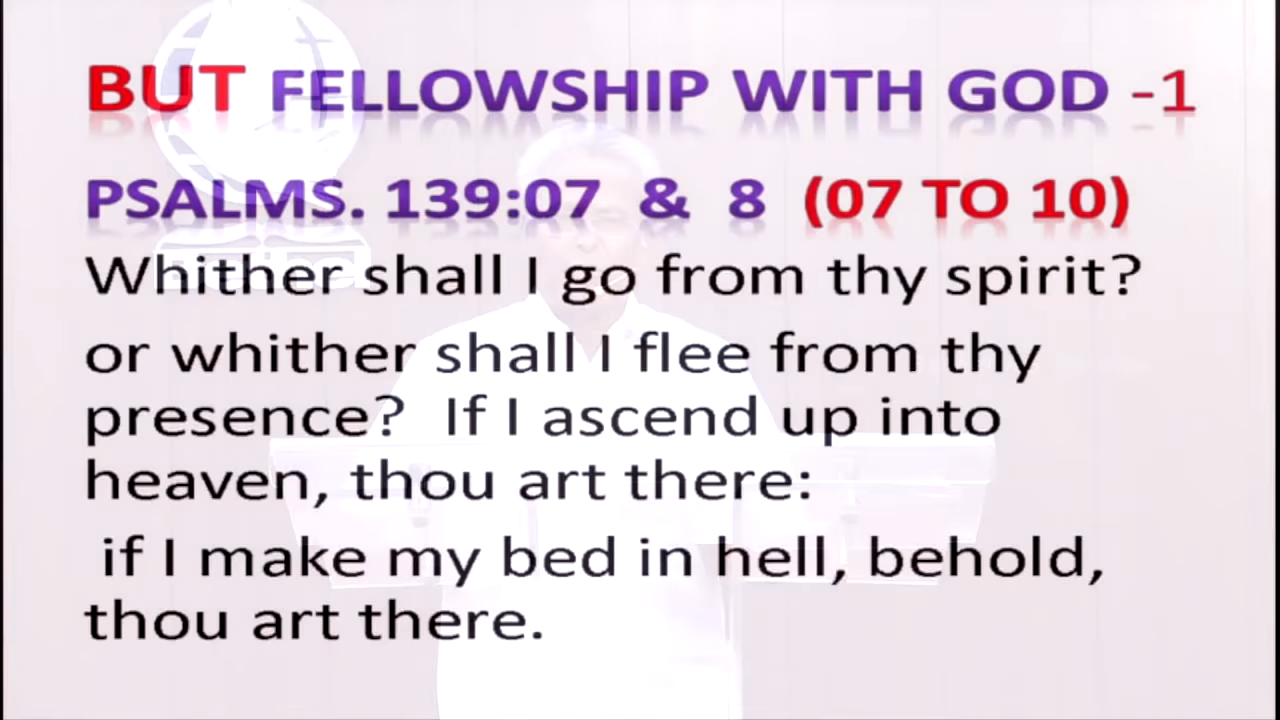 BUT FELLOWSHIP WITH GOD -1
PSALMS. 139:07 & 8 (07 TO 10)
Whither shall I go from thy spirit?
or whither shall I flee from thy
presence? If I ascend up into
heaven, thou art there:
if I make my bed in hell, behold,
thou art there.